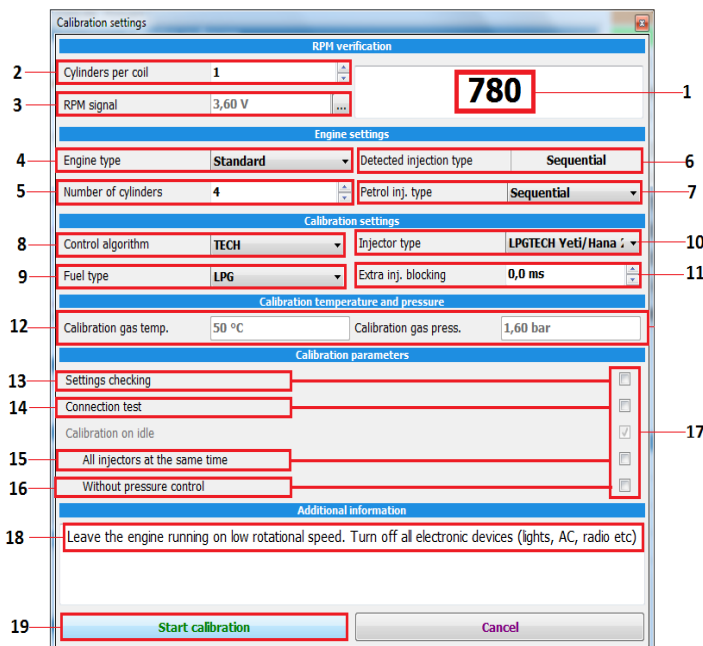 Calibration settings
RPM verification
2 Cylinders per coil 1
780 1
3 RPM signal 3,60 V ...
Engine settings
4 Engine type Standard Detected injection type Sequential 6
5 Number of cylinders 4 Petrol inj. type Sequential 7
Calibration settings
8 Control algorithm TECH Injector type LPGTECH Yeti/Hana 10
9 Fuel type LPG Extra inj. blocking 0,0 ms 11
Calibration temperature and pressure
12 Calibration gas temp. 50 °C Calibration gas press. 1,60 bar
Calibration parameters
13 Settings checking
14 Connection test
Calibration on idle 17
15 All injectors at the same time
16 Without pressure control
Additional information
18 Leave the engine running on low rotational speed. Turn off all electronic devices (lights, AC, radio etc)
19 Start calibration Cancel